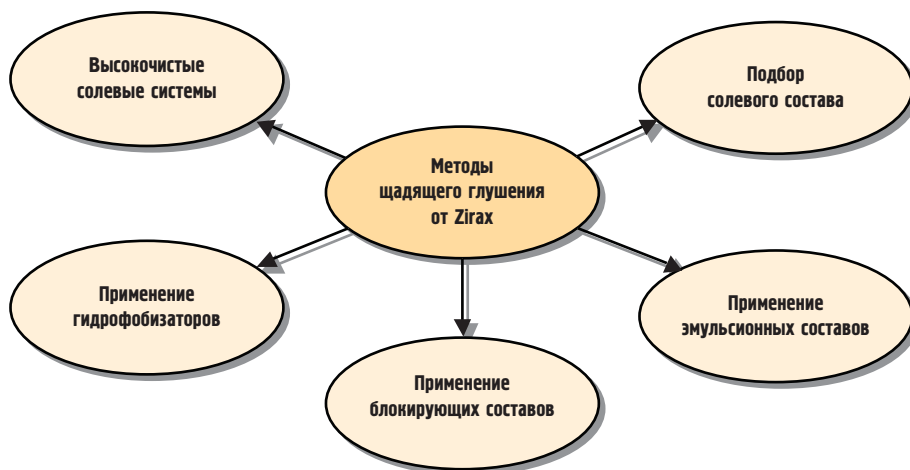 Высокочистые
солевые системы
Подбор
солевого состава
Методы
щадящего глушения
от Zirax
Применение
гидрофобизаторов
Применение
эмульсионных составов
Применение
блокирующих составов